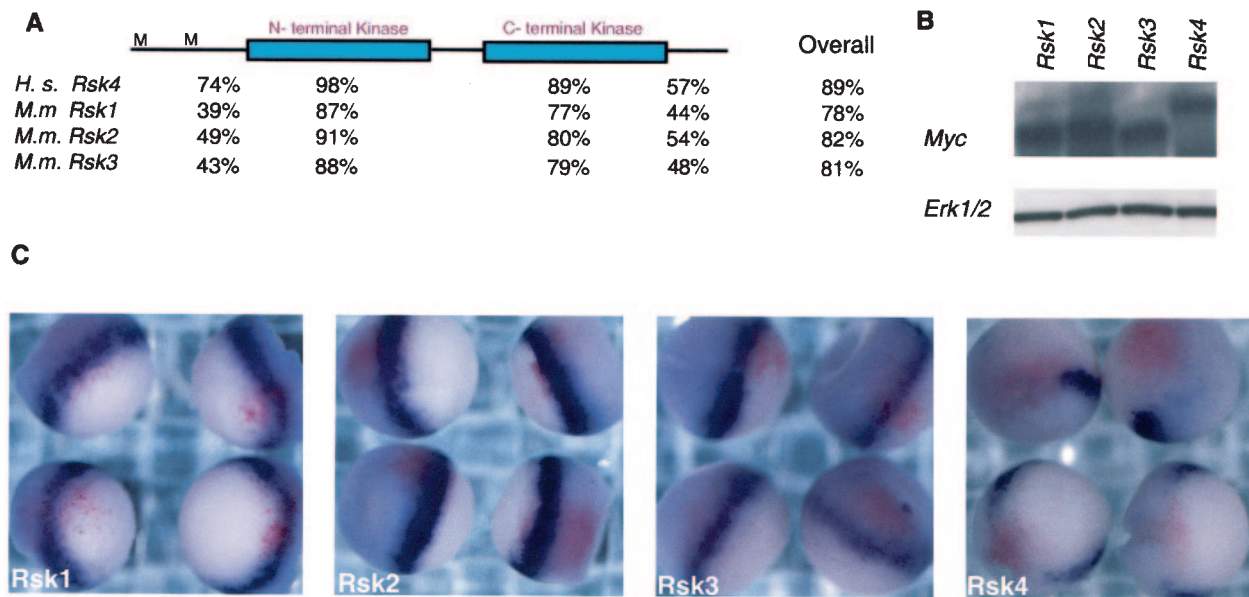 A
M M
N- terminal Kinase
C- terminal Kinase
Overall
H. s. Rsk4 74% 98% 89% 57% 89%
M.m Rsk1 39% 87% 77% 44% 78%
M.m. Rsk2 49% 91% 80% 54% 82%
M.m. Rsk3 43% 88% 79% 48% 81%
B
Rsk1 Rsk2 Rsk3 Rsk4
Myc
Erk1/2
C
Rsk1
Rsk2
Rsk3
Rsk4